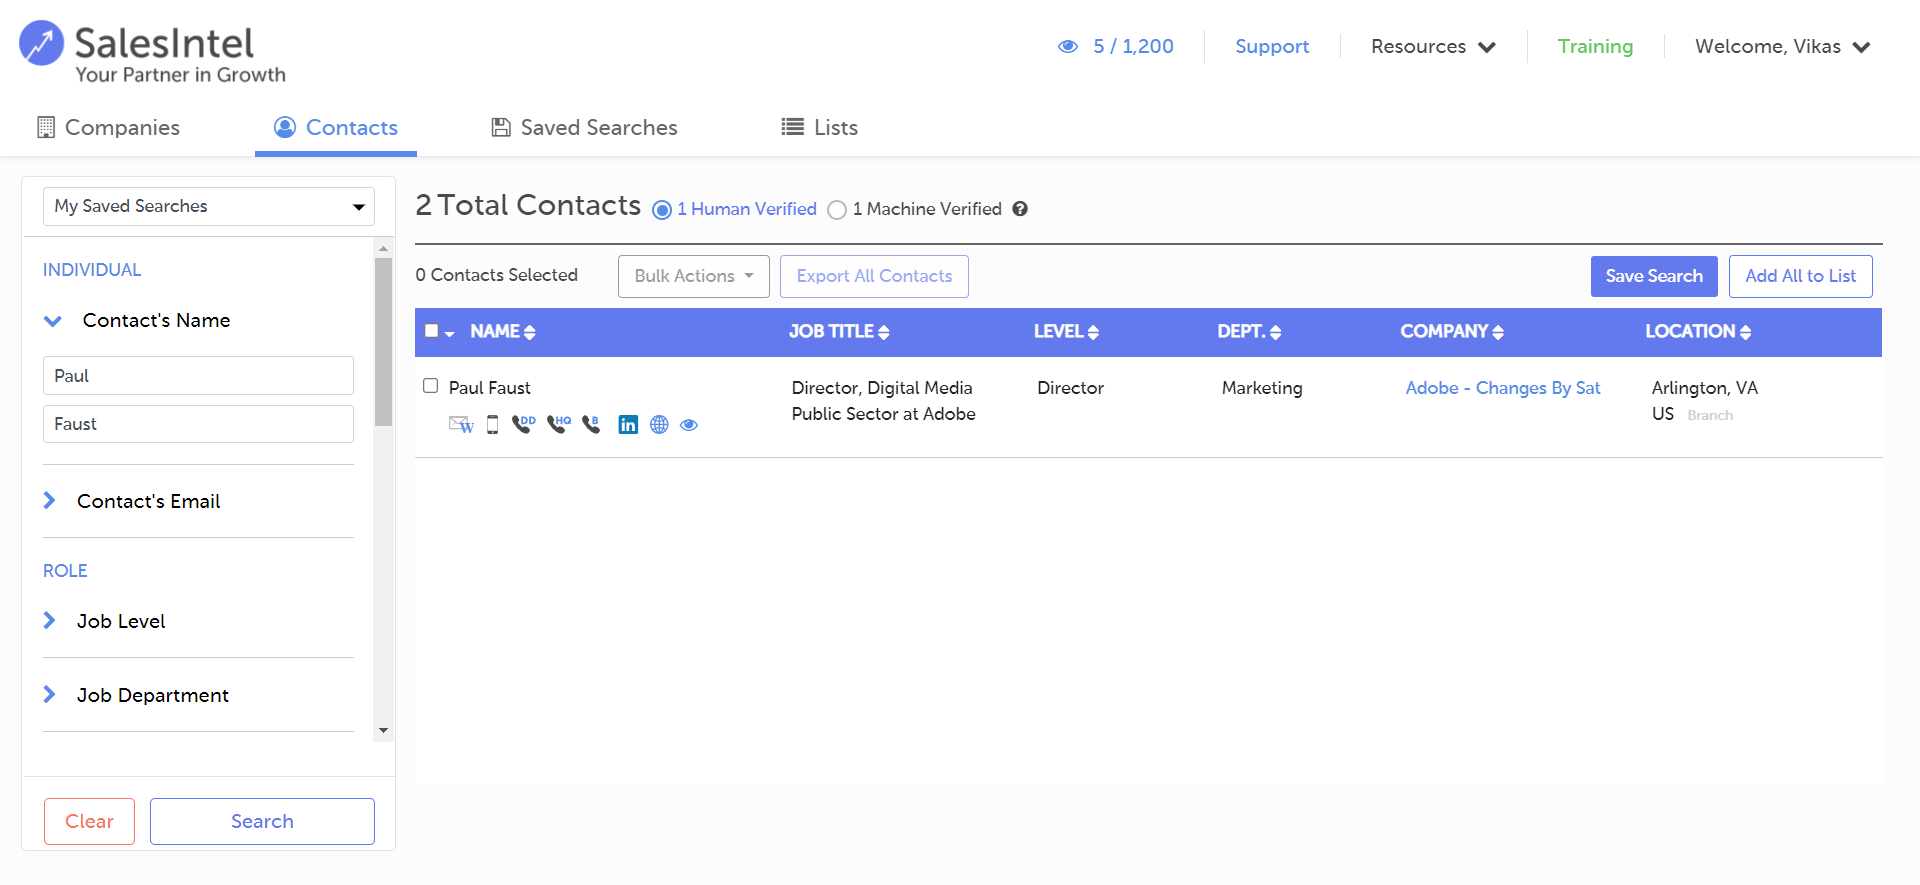 SalesIntel
Your Partner in Growth
5 / 1,200
Support
Resources
Training
Welcome, Vikas
Companies
Contacts
Saved Searches
Lists
My Saved Searches
INDIVIDUAL
Contact's Name
Paul
Faust
Contact's Email
ROLE
Job Level
Job Department
Clear
Search
2 Total Contacts
1 Human Verified
1 Machine Verified
?
0 Contacts Selected
Bulk Actions
Export All Contacts
Save Search
Add All to List
NAME
JOB TITLE
LEVEL
DEPT.
COMPANY
LOCATION
Paul Faust
W
DD
HQ
B
in
Director, Digital Media
Public Sector at Adobe
Director
Marketing
Adobe - Changes By Sat
Arlington, VA
US Branch